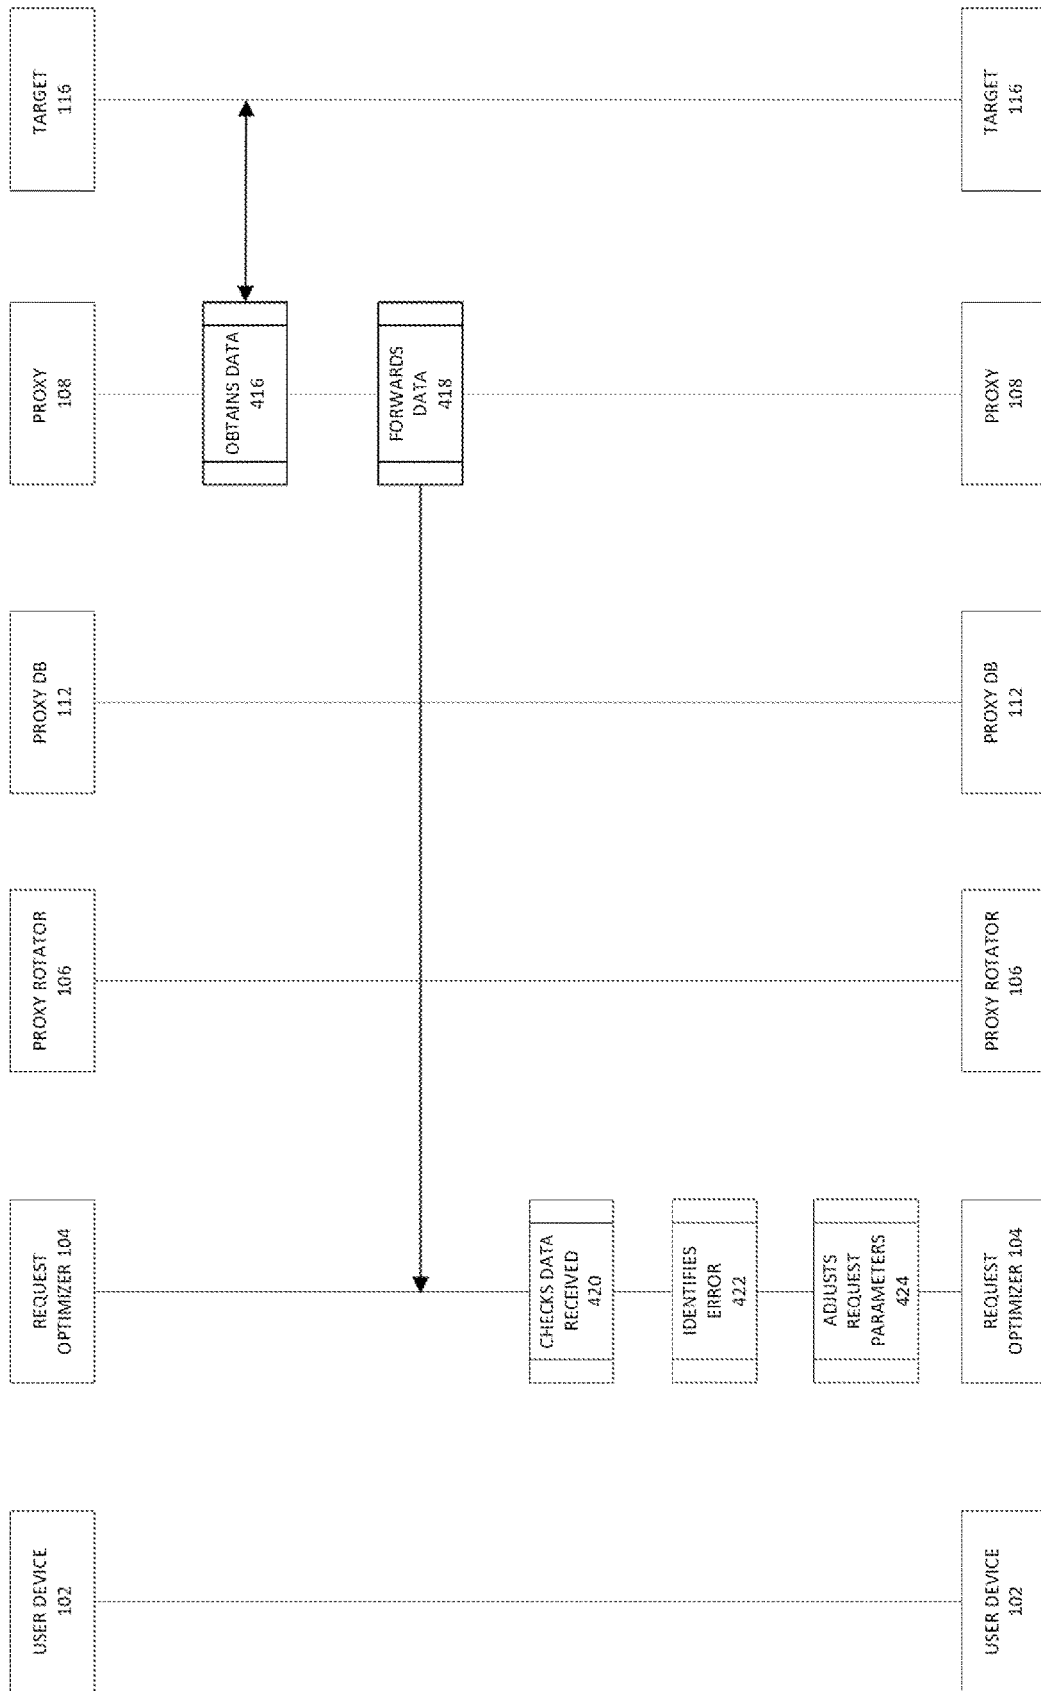 USER DEVICE
102
REQUEST
OPTIMIZER 104
PROXY ROTATOR
106
PROXY DB
112
PROXY
108
TARGET
116
OBTAINS DATA
416
FORWARDS
DATA
418
CHECKS DATA
RECEIVED
420
IDENTIFIES
ERROR
422
ADJUSTS
REQUEST
PARAMETERS
424
USER DEVICE
102
REQUEST
OPTIMIZER 104
PROXY ROTATOR
106
PROXY DB
112
PROXY
108
TARGET
116